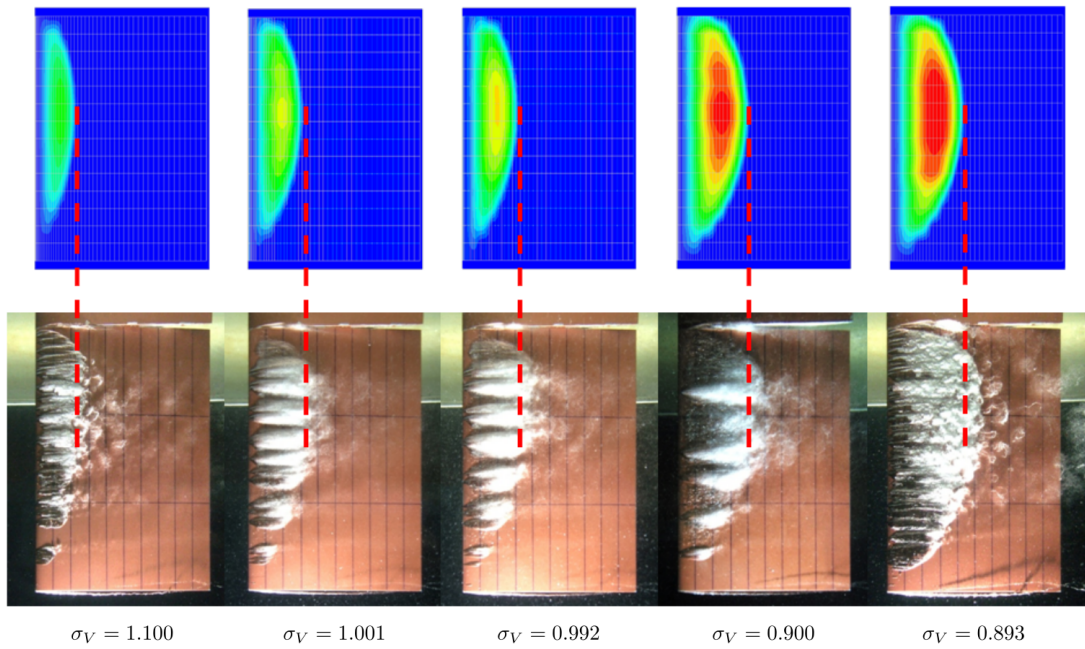 σ_V = 1.100
σ_V = 1.001
σ_V = 0.992
σ_V = 0.900
σ_V = 0.893